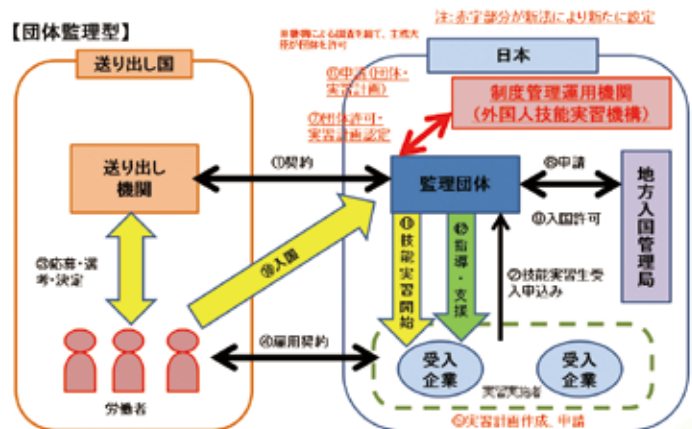 【団体監理型】
注:赤字部分が新法により新たに設定
※機構による調査を経て、主務大
臣が団体を許可
送り出し国
日本
⑥申請(団体・
実習計画)
制度管理運用機関
(外国人技能実習機構)
⑦団体許可・
実習計画認定
送り出し
機関
①契約
監理団体
⑧申請
⑨入国許可
地方入国管理局
③応募・選
考・決定
⑩入国
⑪技能実習開始
⑫指導・支援
②技能実習生受
入申込み
④雇用契約
受入
企業
受入
企業
労働者
実習実施者
⑤実習計画作成、申請